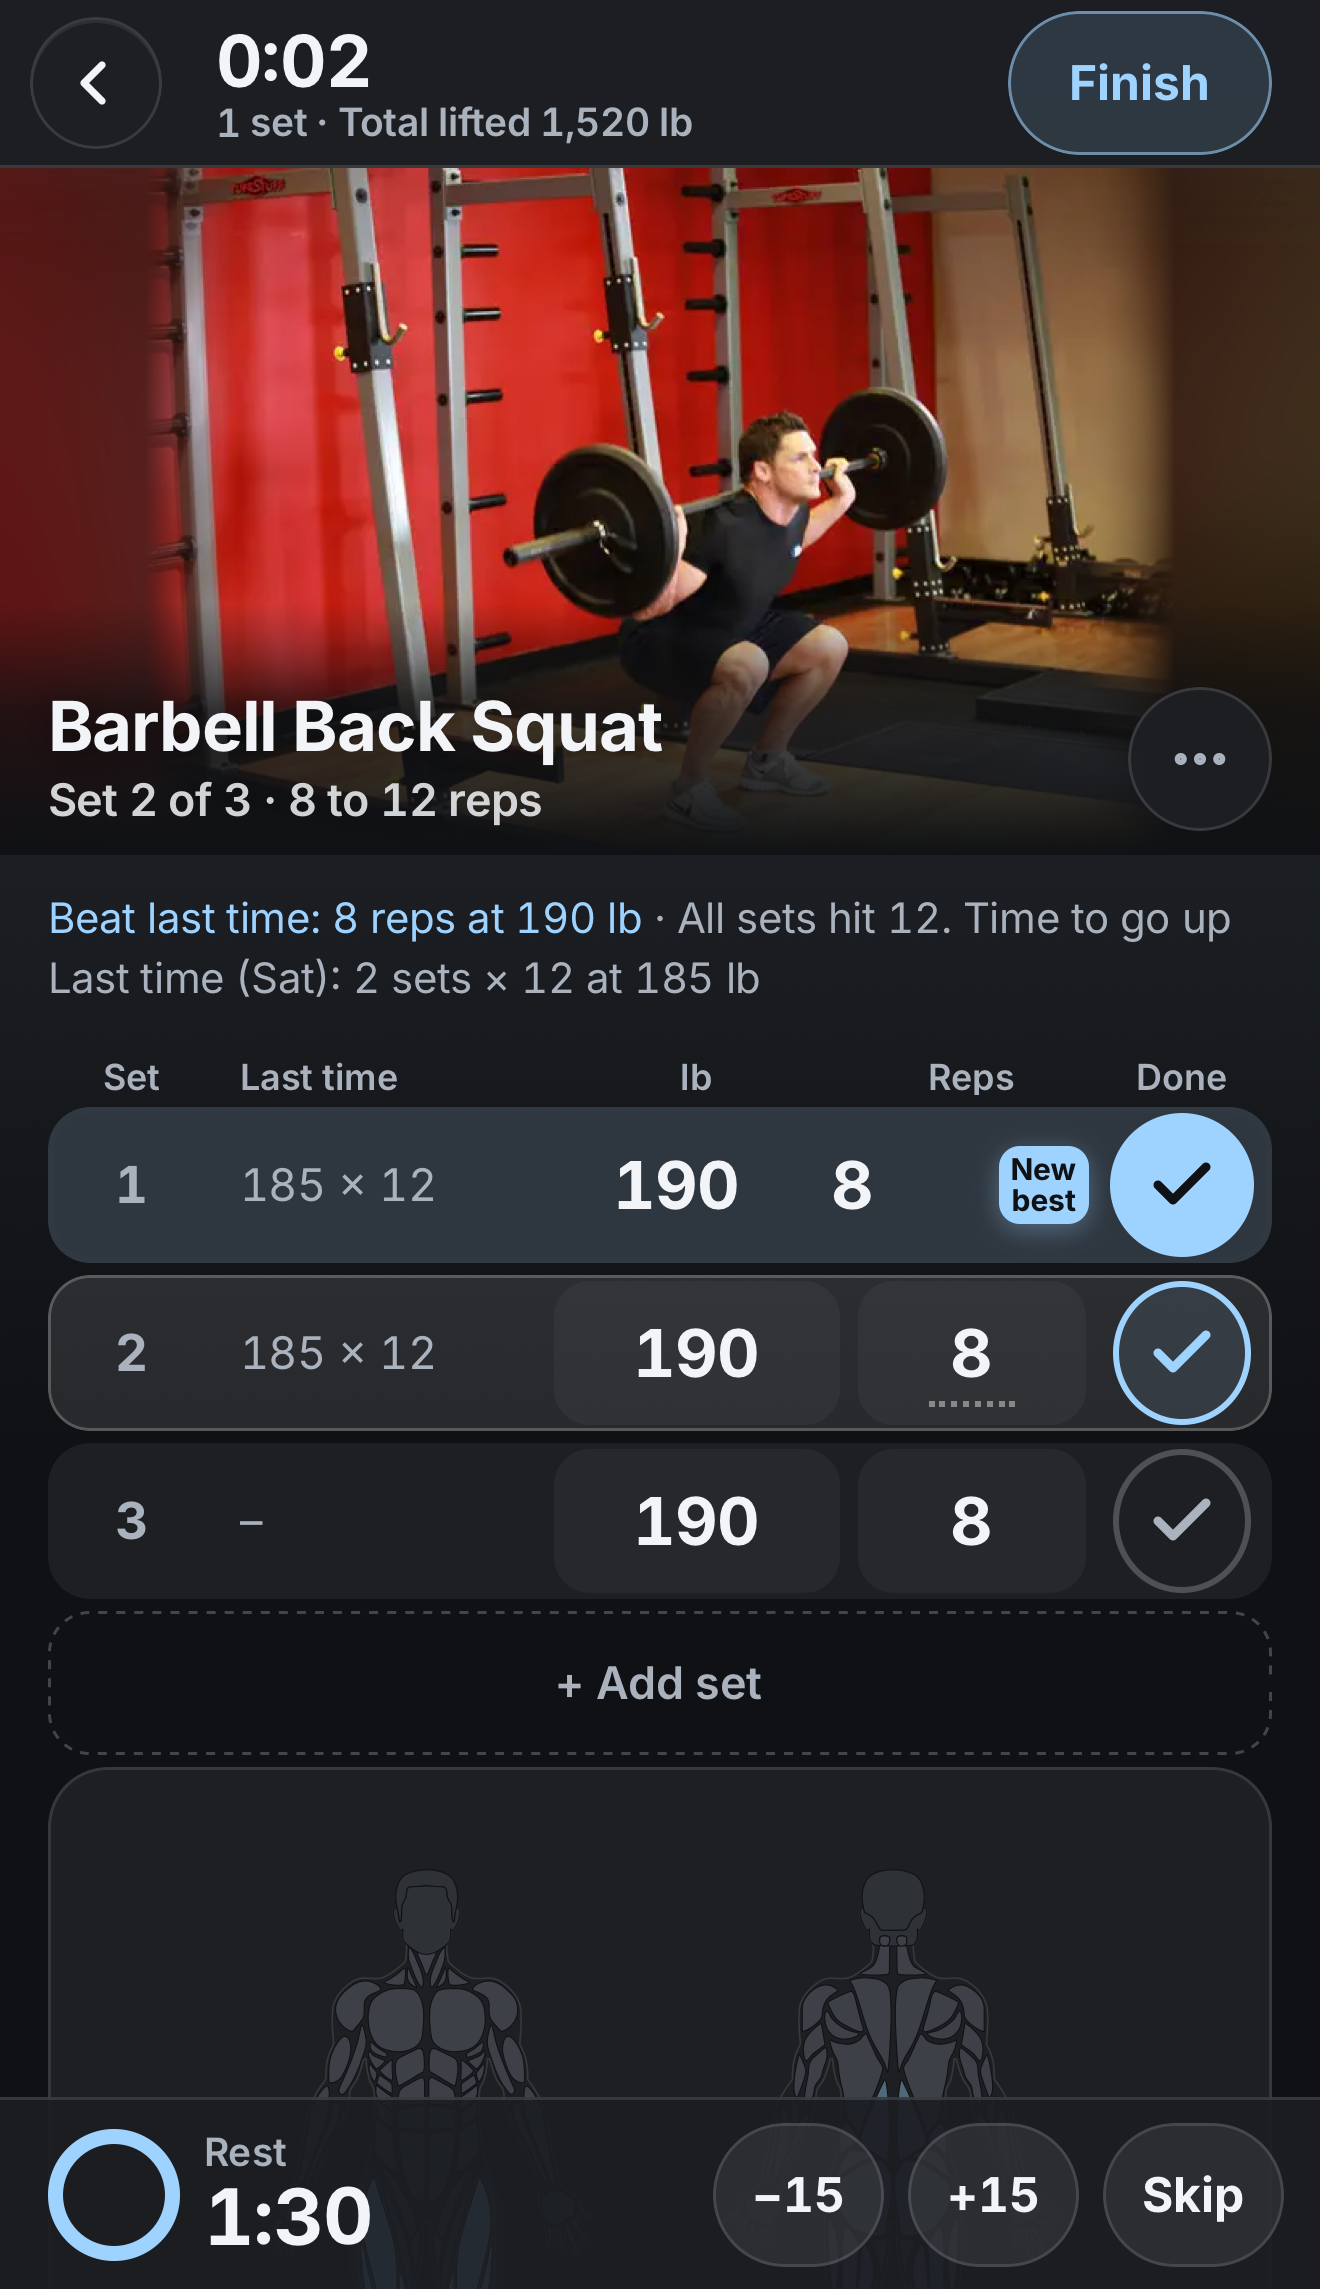 0:02
1 set · Total lifted 1,520 lb
Finish
Barbell Back Squat
Set 2 of 3 · 8 to 12 reps
Beat last time: 8 reps at 190 lb · All sets hit 12. Time to go up
Last time (Sat): 2 sets × 12 at 185 lb
Set Last time lb Reps Done
1 185 × 12 190 8 New best
2 185 × 12 190 8
3 – 190 8
+ Add set
Rest
1:30
−15 +15 Skip